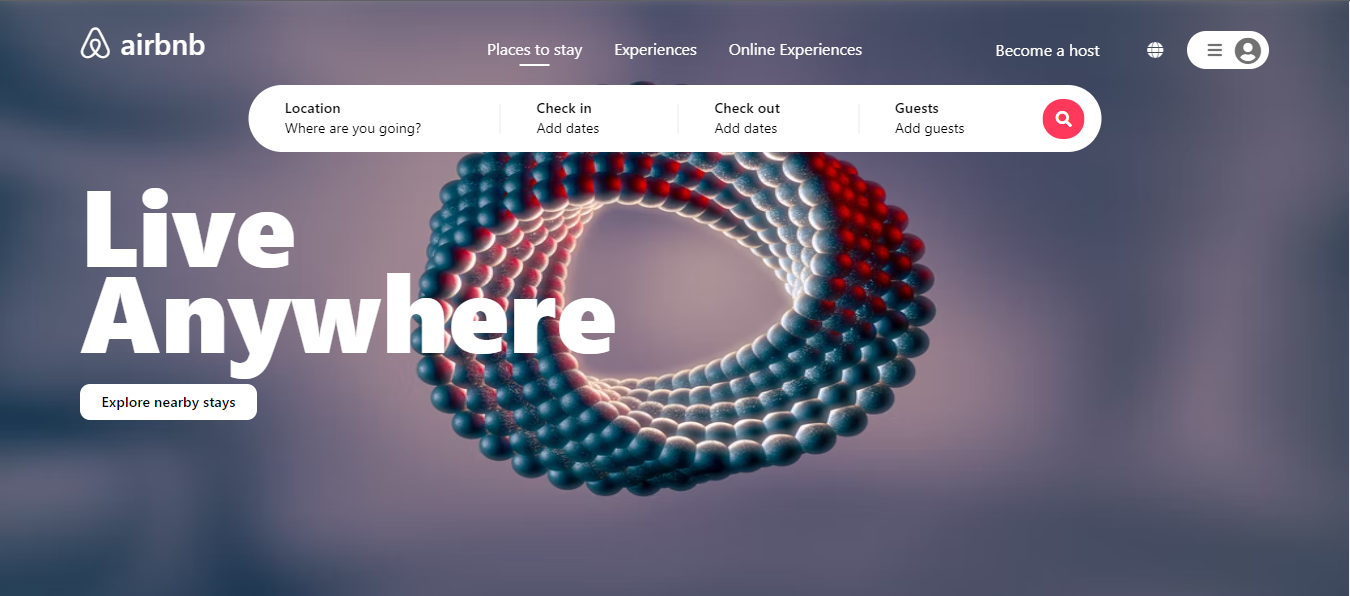 airbnb
Places to stay Experiences Online Experiences Become a host
Location Check in Check out Guests
Where are you going? Add dates Add dates Add guests
Live
Anywhere
Explore nearby stays